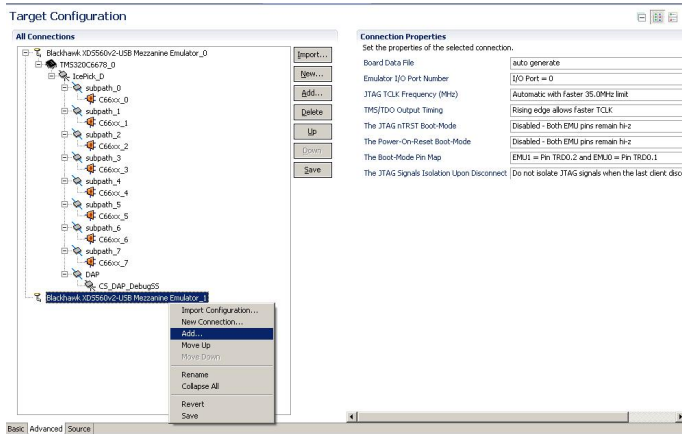 Target Configuration
All Connections
Blackhawk XDS560v2-USB Mezzanine Emulator_0
TMS320C6678_0
IcePick_D
subpath_0
C66xx_0
subpath_1
C66xx_1
subpath_2
C66xx_2
subpath_3
C66xx_3
subpath_4
C66xx_4
subpath_5
C66xx_5
subpath_6
C66xx_6
subpath_7
C66xx_7
DAP
CS_DAP_DebugSS
Blackhawk XDS560v2-USB Mezzanine Emulator_1
Import...
New...
Add...
Delete
Up
Down
Save
Import Configuration...
New Connection...
Add...
Move Up
Move Down
Rename
Collapse All
Revert
Save
Connection Properties
Set the properties of the selected connection.
Board Data File auto generate
Emulator I/O Port Number I/O Port = 0
JTAG TCLK Frequency (MHz) Automatic with faster 35.0MHz limit
TMS/TDO Output Timing Rising edge allows faster TCLK
The JTAG nTRST Boot-Mode Disabled - Both EMU pins remain hi-z
The Power-On-Reset Boot-Mode Disabled - Both EMU pins remain hi-z
The Boot-Mode Pin Map EMU1 = Pin TRD0.2 and EMU0 = Pin TRD0.1
The JTAG Signals Isolation Upon Disconnect Do not isolate JTAG signals when the last client disco
Basic Advanced Source